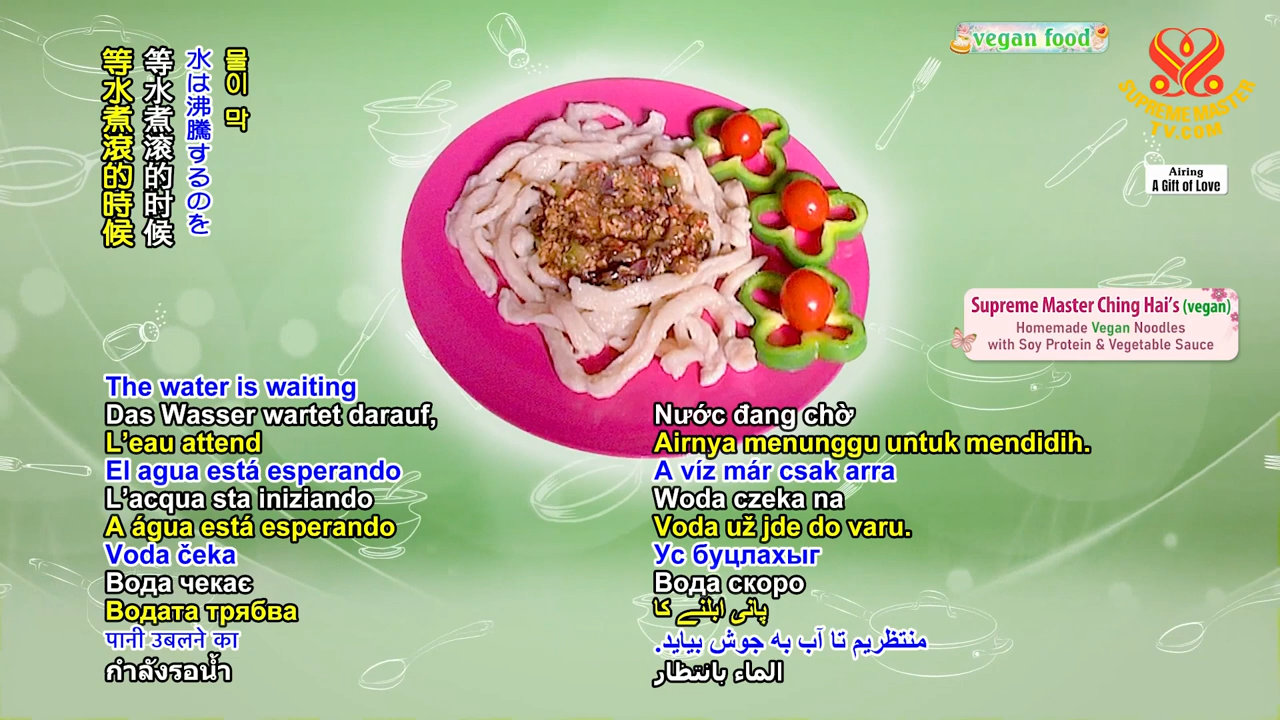 vegan food
SUPREME MASTER
TV.COM
Airing
A Gift of Love
물이 막
水は沸騰するのを
等水煮滚的时候
等水煮滾的時候
Supreme Master Ching Hai's (vegan)
Homemade Vegan Noodles
with Soy Protein & Vegetable Sauce
The water is waiting
Das Wasser wartet darauf,
L'eau attend
El agua está esperando
L'acqua sta iniziando
A água está esperando
Voda čeka
Вода чекає
Водата трябва
पानी उबलने का
กำลังรอน้ำ
Nước đang chờ
Airnya menunggu untuk mendidih.
A víz már csak arra
Woda czeka na
Voda už jde do varu.
Ус буцлахыг
Вода скоро
پانی ابلنے کا
منتظریم تا آب به جوش بیاید.
الماء بانتظار